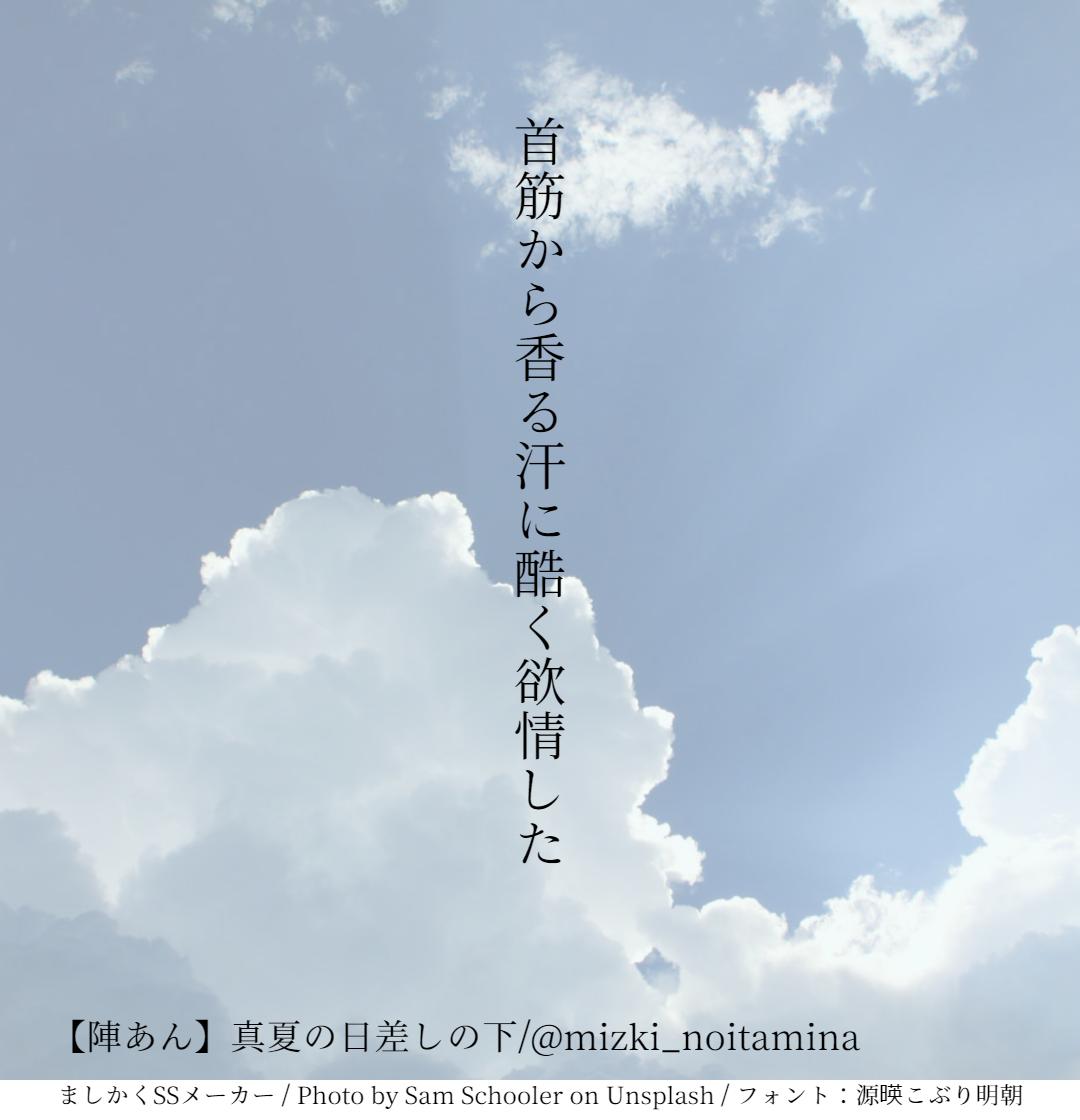 首筋から香る汗に酷く欲情した
【陣あん】真夏の日差しの下/@mizki_noitamina
ましかくSSメーカー / Photo by Sam Schooler on Unsplash / フォント：源暎こぶり明朝